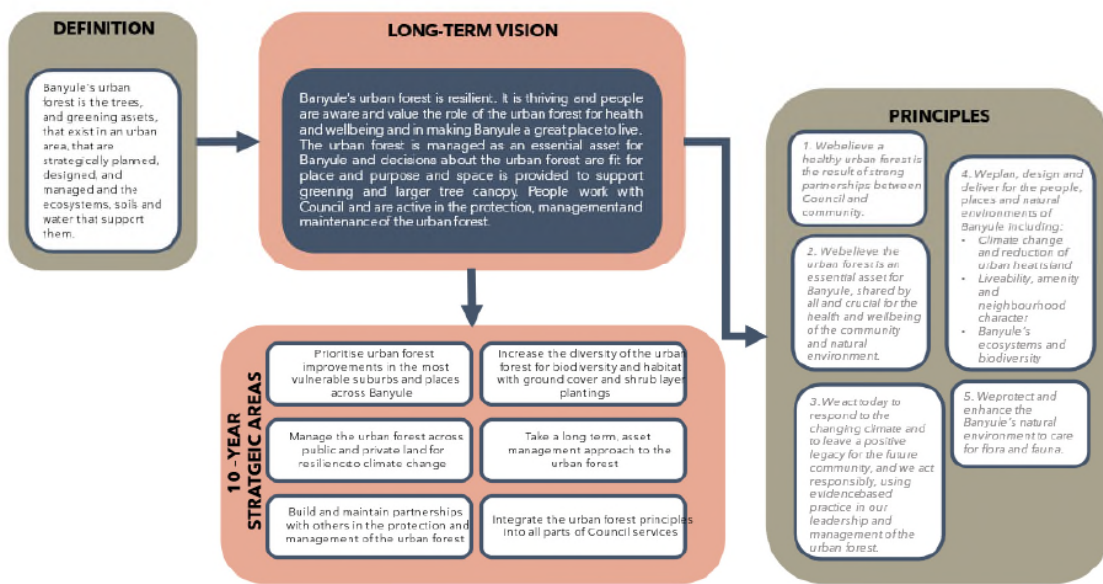 DEFINITION
Banyule's urban
forest is the trees,
and greening assets,
that exist in an urban
area, that are
strategically planned,
designed, and
managed and the
ecosystems, soils and
water that support
them.
LONG-TERM VISION
Banyule's urban forest is resilient. It is thriving and people
are aware and value the role of the urban forest for health
and wellbeing and in making Banyule a great place to live.
The urban forest is managed as an essential asset for
Banyule and decisions about the urban forest are fit for
place and purpose and space is provided to support
greening and larger tree canopy. People work with
Council and are active in the protection, management and
maintenance of the urban forest.
10-YEAR
STRATGEIC AREAS
Prioritise urban forest
improvements in the most
vulnerable suburbs and places
across Banyule
Increase the diversity of the urban
forest for biodiversity and habitat
with ground cover and shrub layer
plantings
Manage the urban forest across
public and private land for
resilience to climate change
Take a long term, asset
management approach to the
urban forest
Build and maintain partnerships
with others in the protection and
management of the urban forest
Integrate the urban forest principles
into all parts of Council services
PRINCIPLES
1. Webelieve a
healthy urban forest is
the result of strong
partnerships between
Council and
community.
2. Webelieve the
urban forest is an
essential asset for
Banyule, shared by
all and crucial for the
health and wellbeing
of the community
and natural
environment.
3. We act today to
respond to the
changing climate and
to leave a positive
legacy for the future
community, and we act
responsibly, using
evidencebased
practice in our
leadership and
management of the
urban forest.
4. Weplan, design and
deliver for the people,
places and natural
environments of
Banyule including:
• Climate change
and reduction of
urban heat island
• Liveability, amenity
and
neighbourhood
character
• Banyule's
ecosystems and
biodiversity
5. Weprotect and
enhance the
Banyule's natural
environment to care
for flora and fauna.